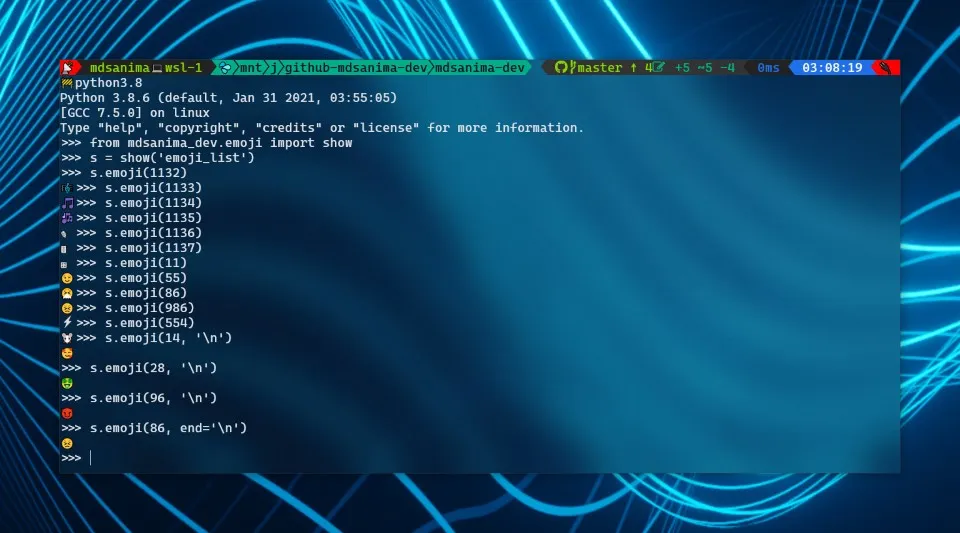 mdsanima💻wsl-1 mnt j github-mdsanima-dev mdsanima-dev master ↑ 4 +5 ~5 -4 0ms 03:08:19
python3.8
Python 3.8.6 (default, Jan 31 2021, 03:55:05)
[GCC 7.5.0] on linux
Type "help", "copyright", "credits" or "license" for more information.
>>> from mdsanima_dev.emoji import show
>>> s = show('emoji_list')
>>> s.emoji(1132)
🎼>>> s.emoji(1133)
🎵>>> s.emoji(1134)
🎶>>> s.emoji(1135)
>>> s.emoji(1136)
>>> s.emoji(1137)
>>> s.emoji(11)
😉>>> s.emoji(55)
>>> s.emoji(86)
😣>>> s.emoji(986)
⚡>>> s.emoji(554)
🐭>>> s.emoji(14, '\n')
🥰
>>> s.emoji(28, '\n')
🤑
>>> s.emoji(96, '\n')
😡
>>> s.emoji(86, end='\n')
😣
>>>